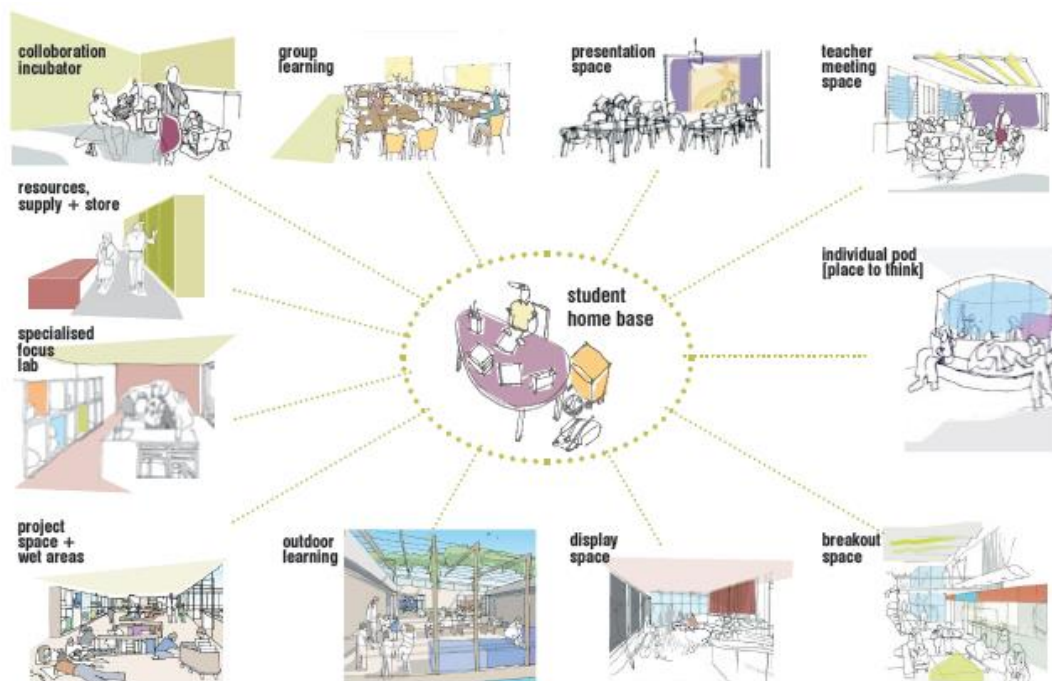 colloboration
incubator
group
learning
presentation
space
teacher
meeting
space
resources,
supply + store
individual pod
[place to think]
student
home base
specialised
focus
lab
project
space +
wet areas
outdoor
learning
display
space
breakout
space